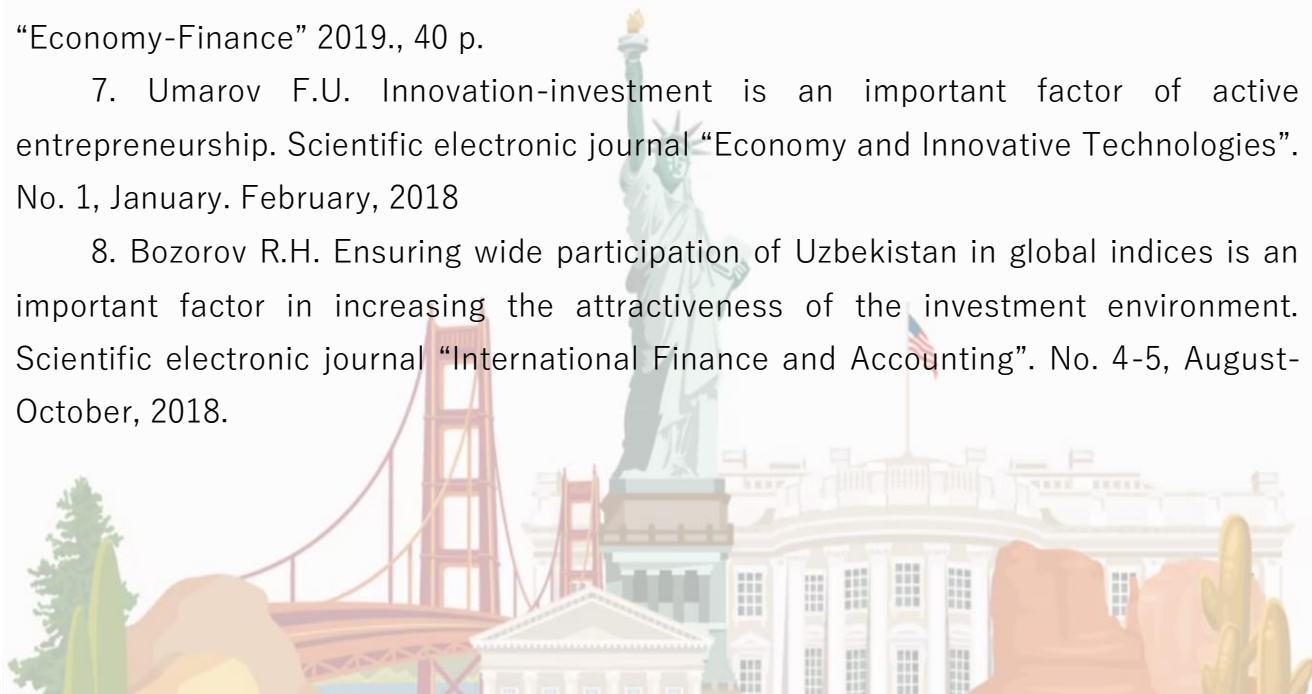 “Economy-Finance” 2019., 40 p.
7. Umarov F.U. Innovation-investment is an important factor of active
entrepreneurship. Scientific electronic journal “Economy and Innovative Technologies”.
No. 1, January. February, 2018
8. Bozorov R.H. Ensuring wide participation of Uzbekistan in global indices is an
important factor in increasing the attractiveness of the investment environment.
Scientific electronic journal “International Finance and Accounting”. No. 4-5, August-
October, 2018.